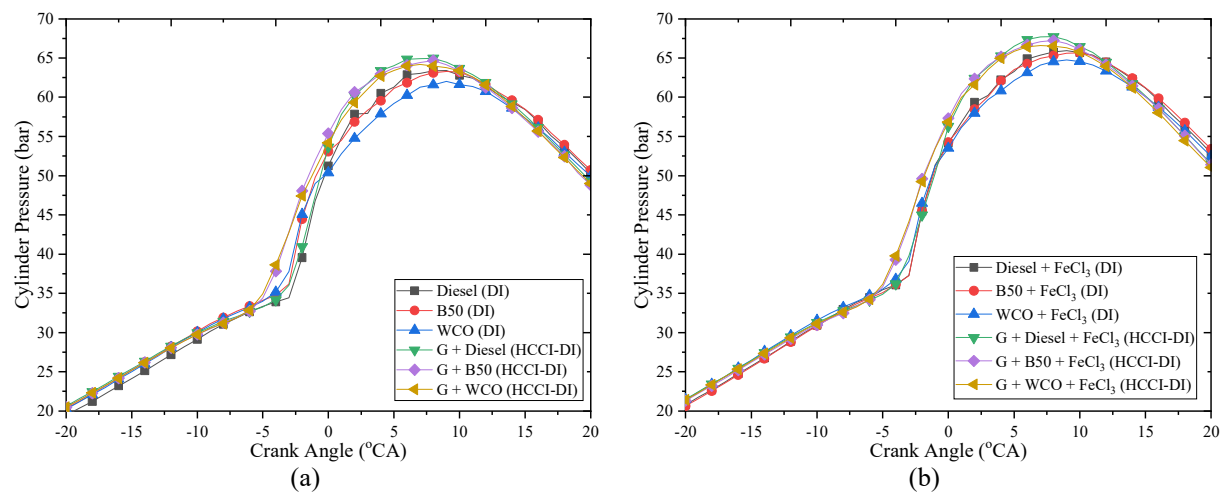 70
65
60
55
50
45
40
35
30
25
20
Cylinder Pressure (bar)
Diesel (DI)
B50 (DI)
WCO (DI)
G + Diesel (HCCI-DI)
G + B50 (HCCI-DI)
G + WCO (HCCI-DI)
-20 -15 -10 -5 0 5 10 15 20
Crank Angle (°CA)
(a)
70
65
60
55
50
45
40
35
30
25
20
Cylinder Pressure (bar)
Diesel + FeCl₃ (DI)
B50 + FeCl₃ (DI)
WCO + FeCl₃ (DI)
G + Diesel + FeCl₃ (HCCI-DI)
G + B50 + FeCl₃ (HCCI-DI)
G + WCO + FeCl₃ (HCCI-DI)
-20 -15 -10 -5 0 5 10 15 20
Crank Angle (°CA)
(b)